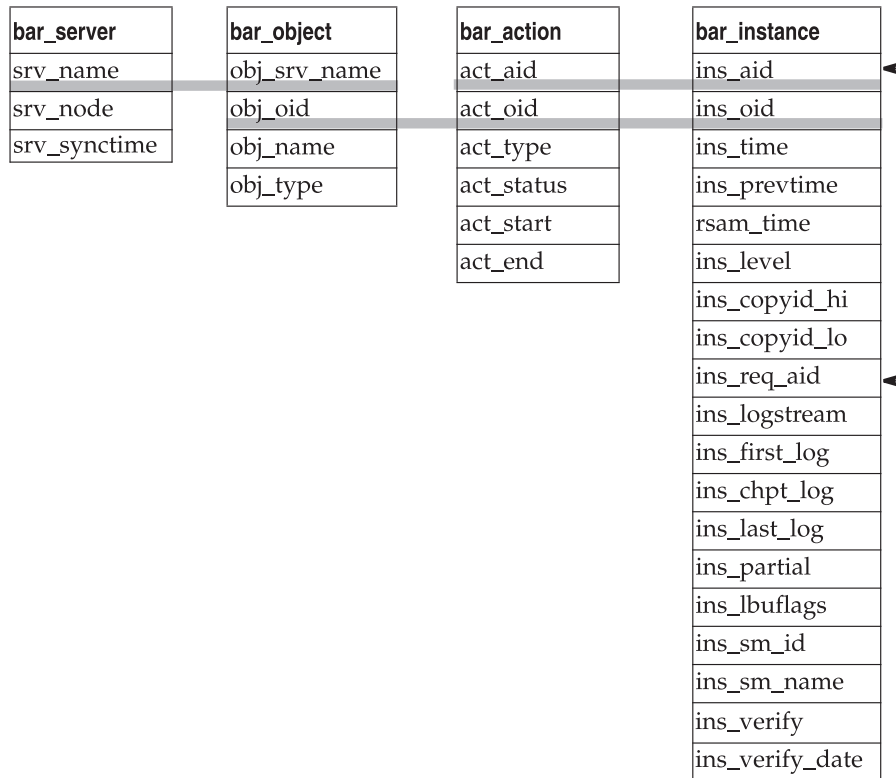 bar_server
srv_name
srv_node
srv_synctime
bar_object
obj_srv_name
obj_oid
obj_name
obj_type
bar_action
act_aid
act_oid
act_type
act_status
act_start
act_end
bar_instance
ins_aid
ins_oid
ins_time
ins_prevtime
rsam_time
ins_level
ins_copyid_hi
ins_copyid_lo
ins_req_aid
ins_logstream
ins_first_log
ins_chpt_log
ins_last_log
ins_partial
ins_lbuflags
ins_sm_id
ins_sm_name
ins_verify
ins_verify_date